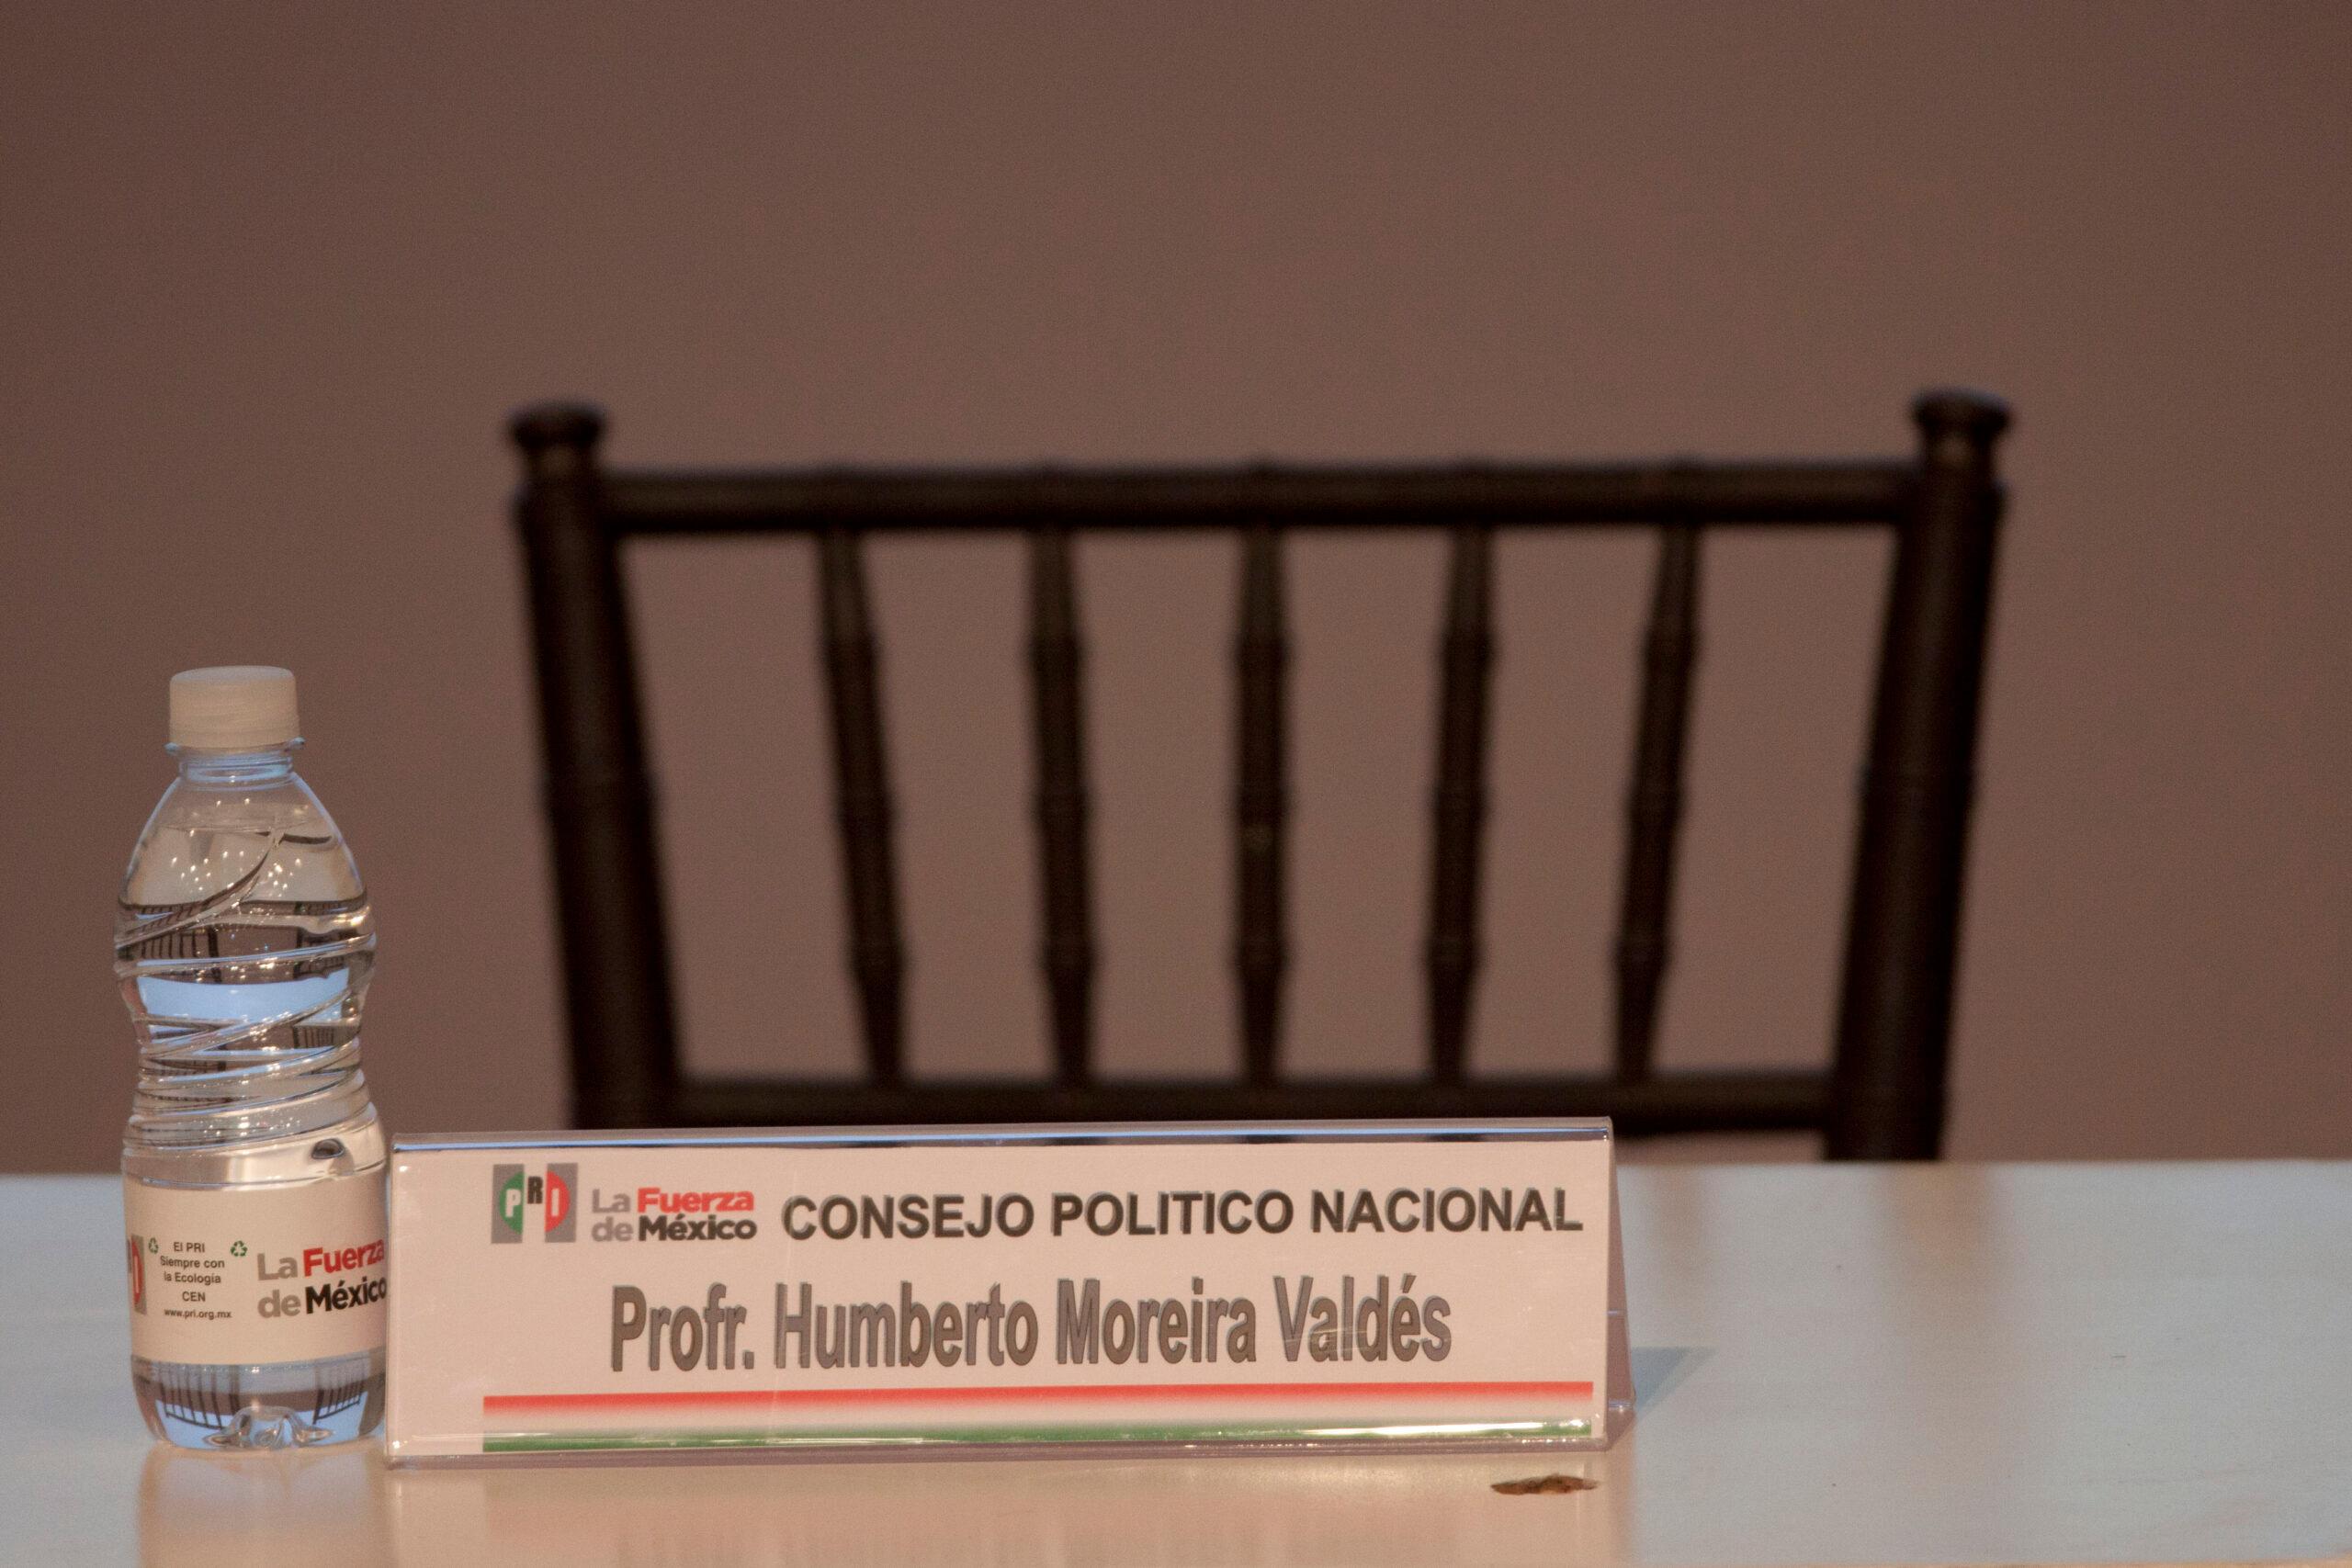 PRI
La Fuerza
de México
CONSEJO POLITICO NACIONAL
Profr. Humberto Moreira Valdés
El PRI
Siempre con
la Ecología
CEN
www.pri.org.mx
La Fuerza
de México